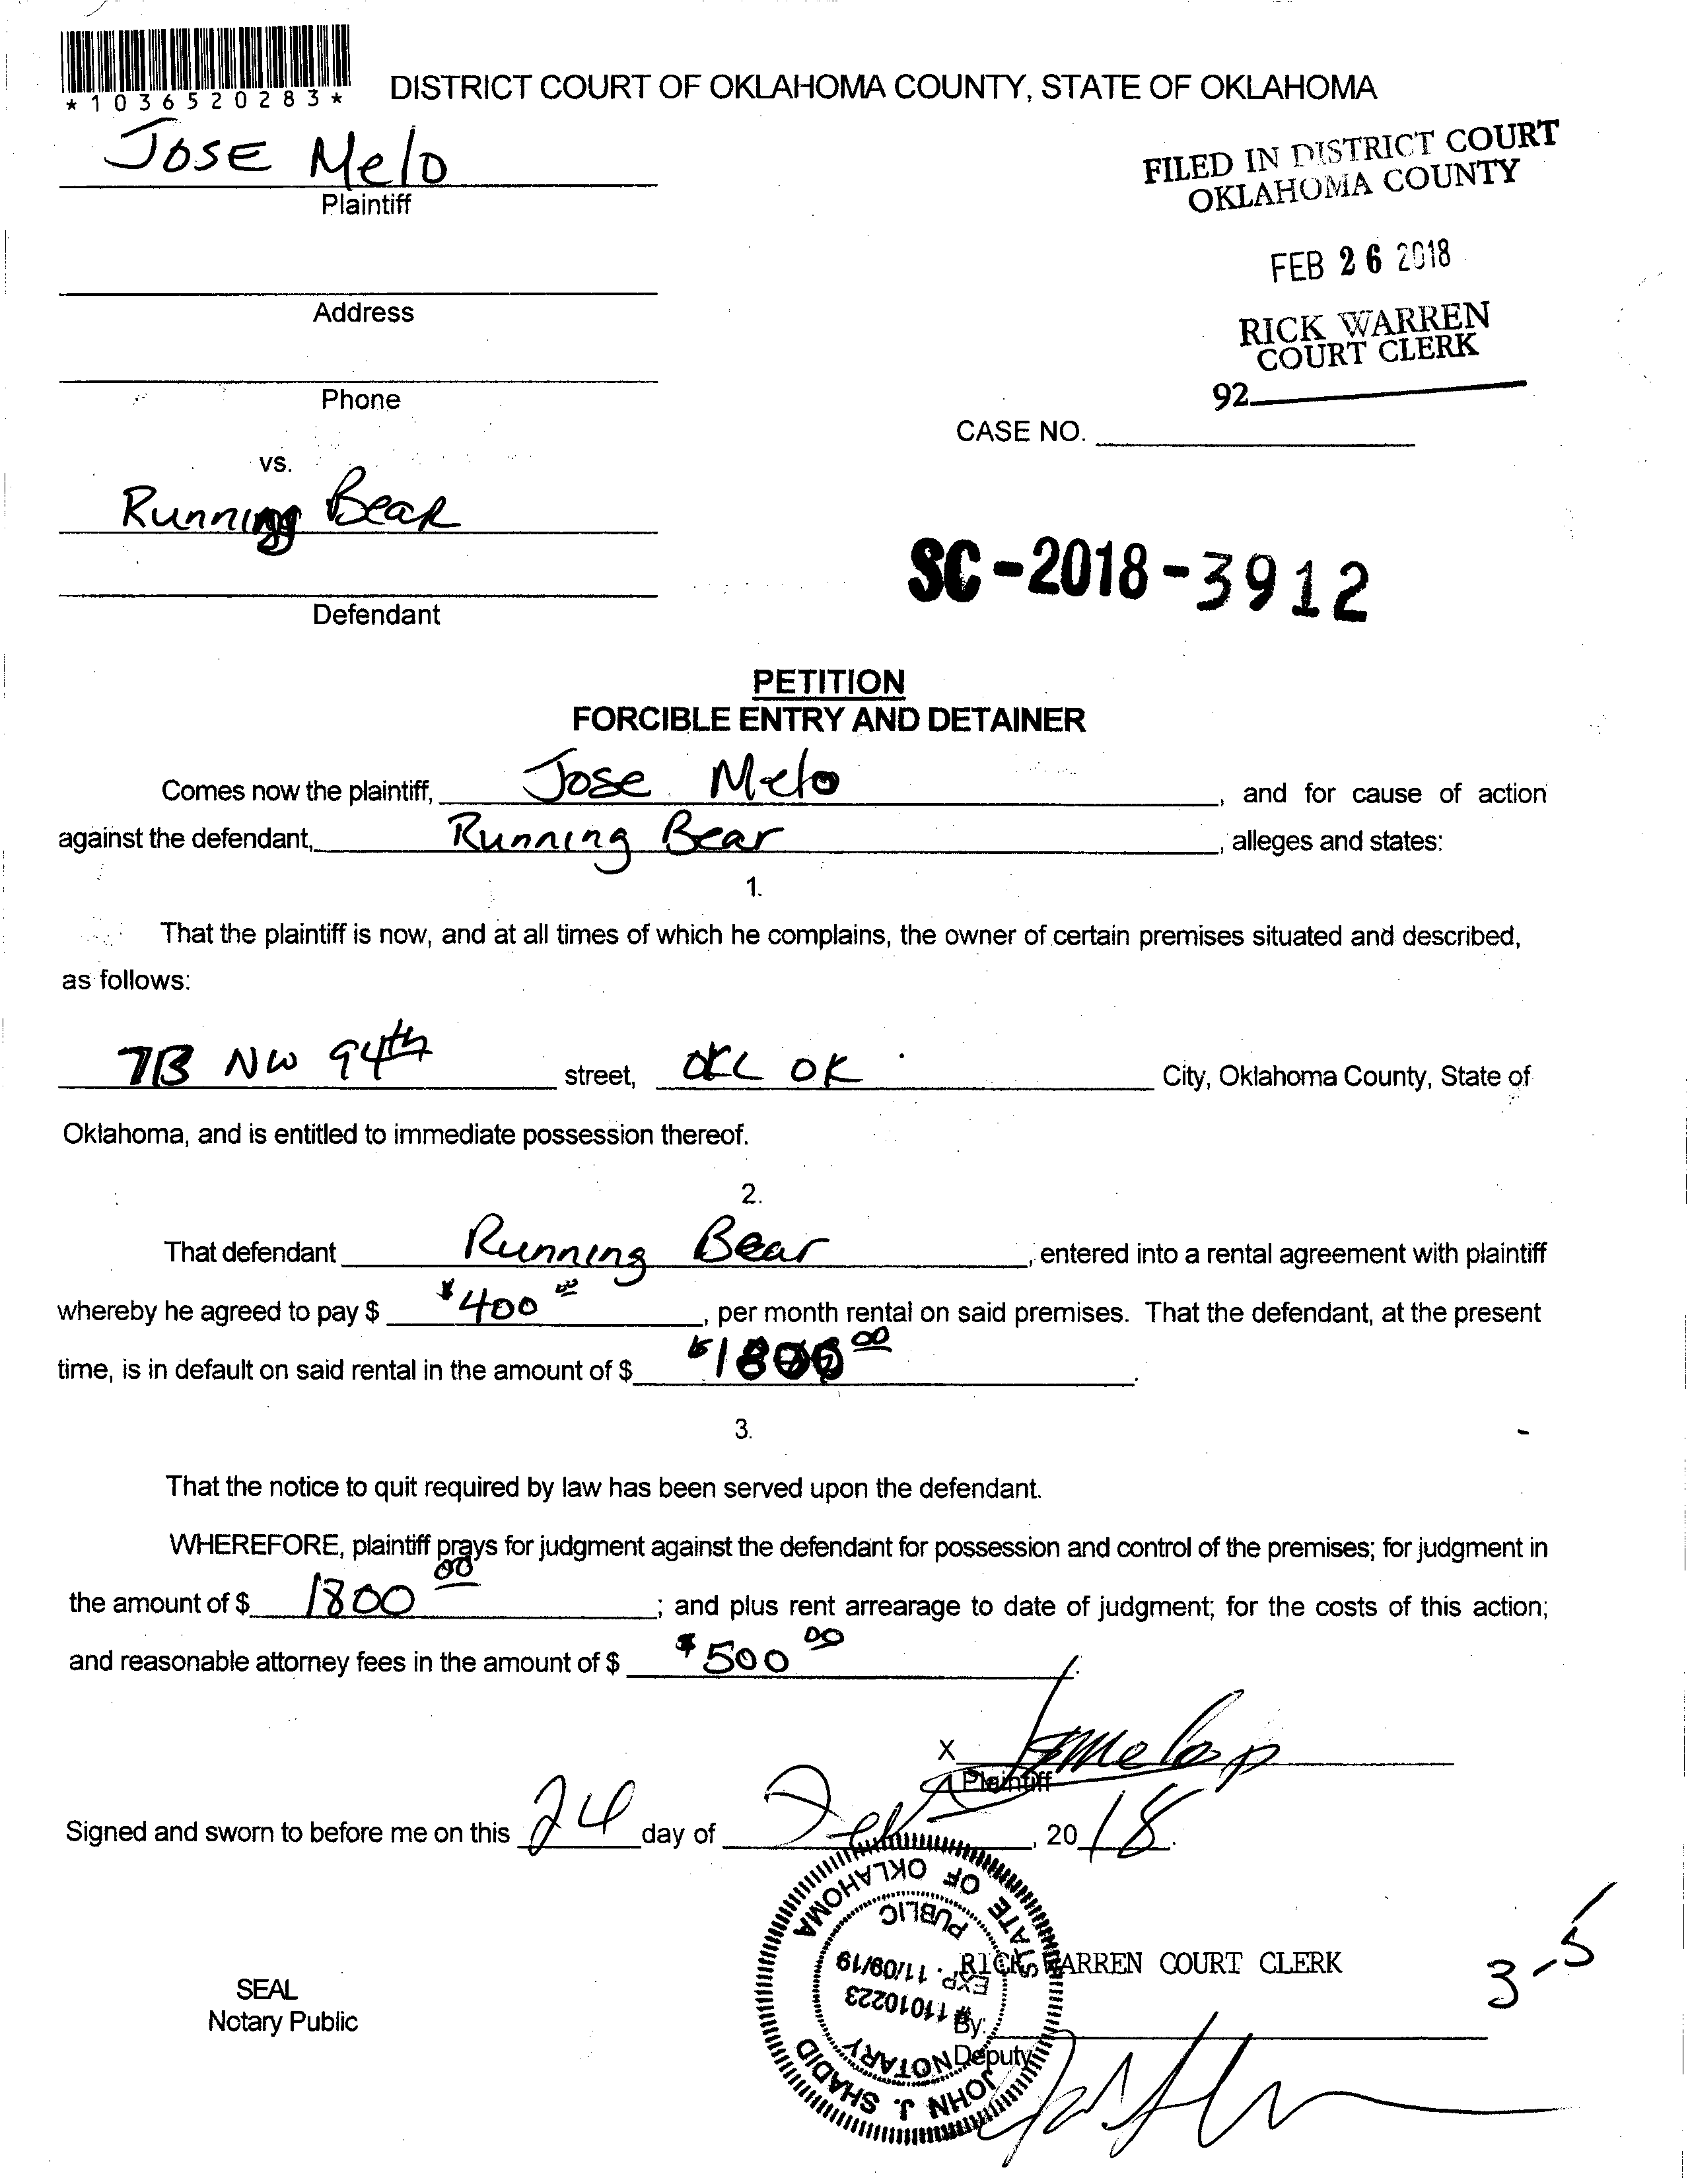 *1036520283*
DISTRICT COURT OF OKLAHOMA COUNTY, STATE OF OKLAHOMA
JOSE Melo
Plaintiff
FILED IN DISTRICT COURT
OKLAHOMA COUNTY
FEB 26 2018
RICK WARREN
COURT CLERK
92
Address
Phone
CASE NO.
vs.
Running Bear
SC-2018-3912
Defendant
PETITION
FORCIBLE ENTRY AND DETAINER
Comes now the plaintiff, Jose Melo, and for cause of action
against the defendant, Running Bear, alleges and states:
1.
That the plaintiff is now, and at all times of which he complains, the owner of certain premises situated and described,
as follows:
NW 94th street, OKC OK City, Oklahoma County, State of
Oklahoma, and is entitled to immediate possession thereof.
2.
That defendant Running Bear, entered into a rental agreement with plaintiff
whereby he agreed to pay $ $400 00, per month rental on said premises. That the defendant, at the present
time, is in default on said rental in the amount of $ $1800 00.
3.
That the notice to quit required by law has been served upon the defendant.
WHEREFORE, plaintiff prays for judgment against the defendant for possession and control of the premises; for judgment in
the amount of $ 1800 00; and plus rent arrearage to date of judgment; for the costs of this action;
and reasonable attorney fees in the amount of $ $500 00.
X
Plaintiff
Signed and sworn to before me on this 24 day of Feb, 2018.
JOHN J. SHADID
STATE OF OKLAHOMA
NOTARY PUBLIC
# 11010223
EXP. 11/09/19
RICK WARREN COURT CLERK
3-5
SEAL
Notary Public
By:
Deputy